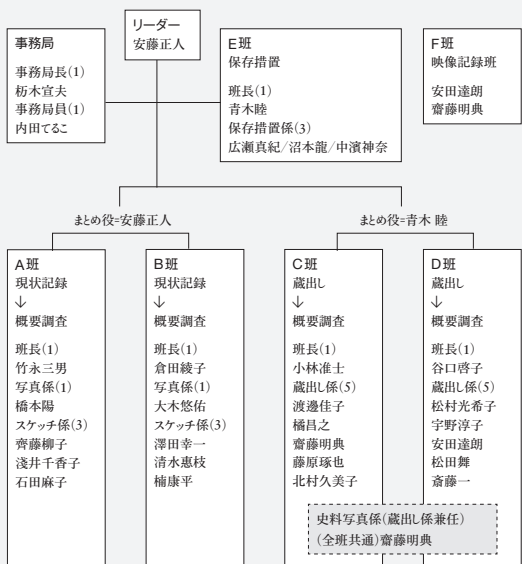 リーダー
安藤正人
事務局
事務局長(1)
栃木宣夫
事務局員(1)
内田てるこ
E班
保存措置
班長(1)
青木睦
保存措置係(3)
広瀬真紀/沼本龍/中濱神奈
F班
映像記録班
安田達朗
齋藤明典
まとめ役=安藤正人
まとめ役=青木 睦
A班
現状記録
↓
概要調査
班長(1)
竹永三男
写真係(1)
橋本陽
スケッチ係(3)
齊藤柳子
淺井千香子
石田麻子
B班
現状記録
↓
概要調査
班長(1)
倉田綾子
写真係(1)
大木悠佑
スケッチ係(3)
澤田幸一
清水惠枝
楠康平
C班
蔵出し
↓
概要調査
班長(1)
小林准士
蔵出し係(5)
渡邊佳子
橘昌之
齋藤明典
藤原琢也
北村久美子
D班
蔵出し
↓
概要調査
班長(1)
谷口啓子
蔵出し係(5)
松村光希子
宇野淳子
安田達朗
松田舞
斎藤一
史料写真係(蔵出し係兼任)
(全班共通)齋藤明典